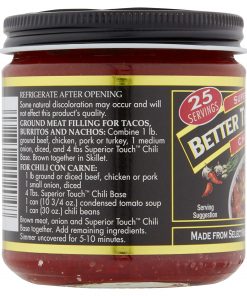 REFRIGERATE AFTER OPENING
Some natural discoloration may occur and will
not affect this product's quality.
GROUND MEAT FILLING FOR TACOS,
BURRITOS AND NACHOS: Combine 1 lb.
ground beef, chicken, pork or turkey, 1 medium
onion, diced, and 4 tbs Superior Touch™ Chili
Base. Brown together in Skillet.
FOR CHILI CON CARNE:
1 lb ground or diced beef, chicken or pork
1 small onion, diced
4 tbs. Superior Touch™ Chili Base
1 can (10 3/4 oz.) condensed tomato soup
1 can (30 oz.) chili beans
Brown meat, onion and Superior Touch™ Chili
Base together. Add remaining ingredients.
Simmer uncovered for 5-10 minutes.
25
SERVINGS
BETTER T
Serving
Suggestion
MADE FROM SELECT